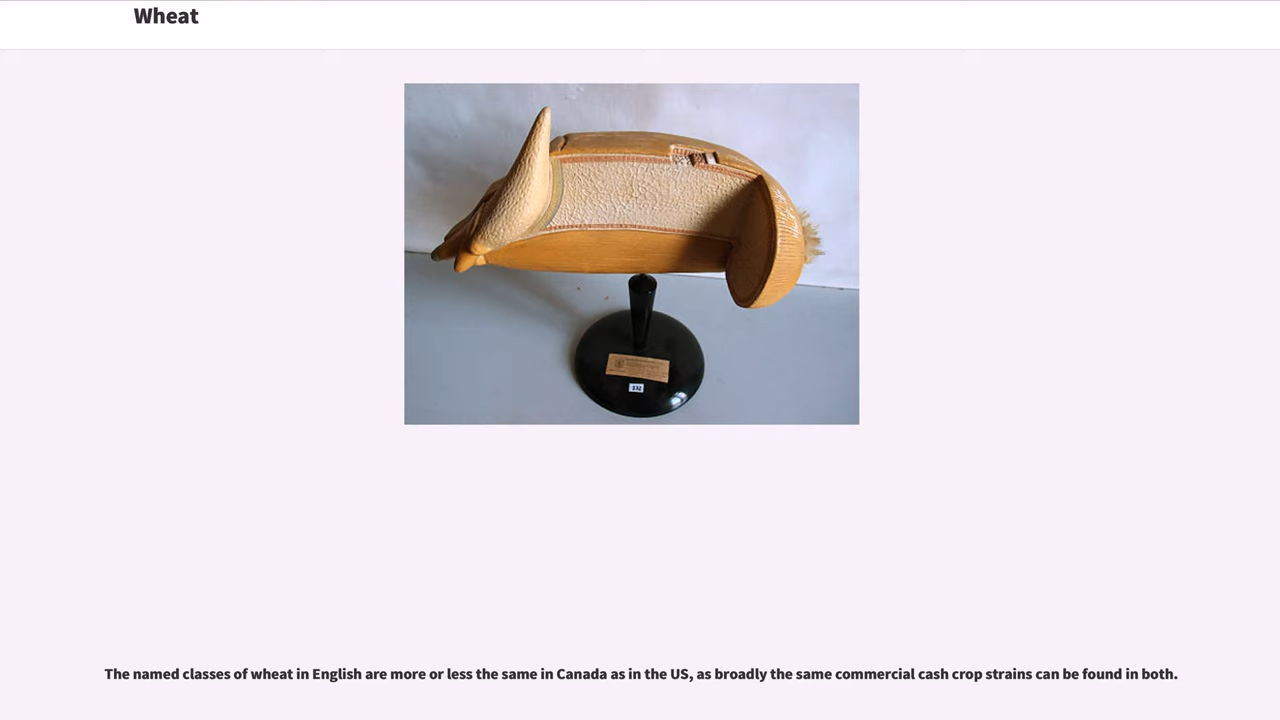 Wheat
132
The named classes of wheat in English are more or less the same in Canada as in the US, as broadly the same commercial cash crop strains can be found in both.